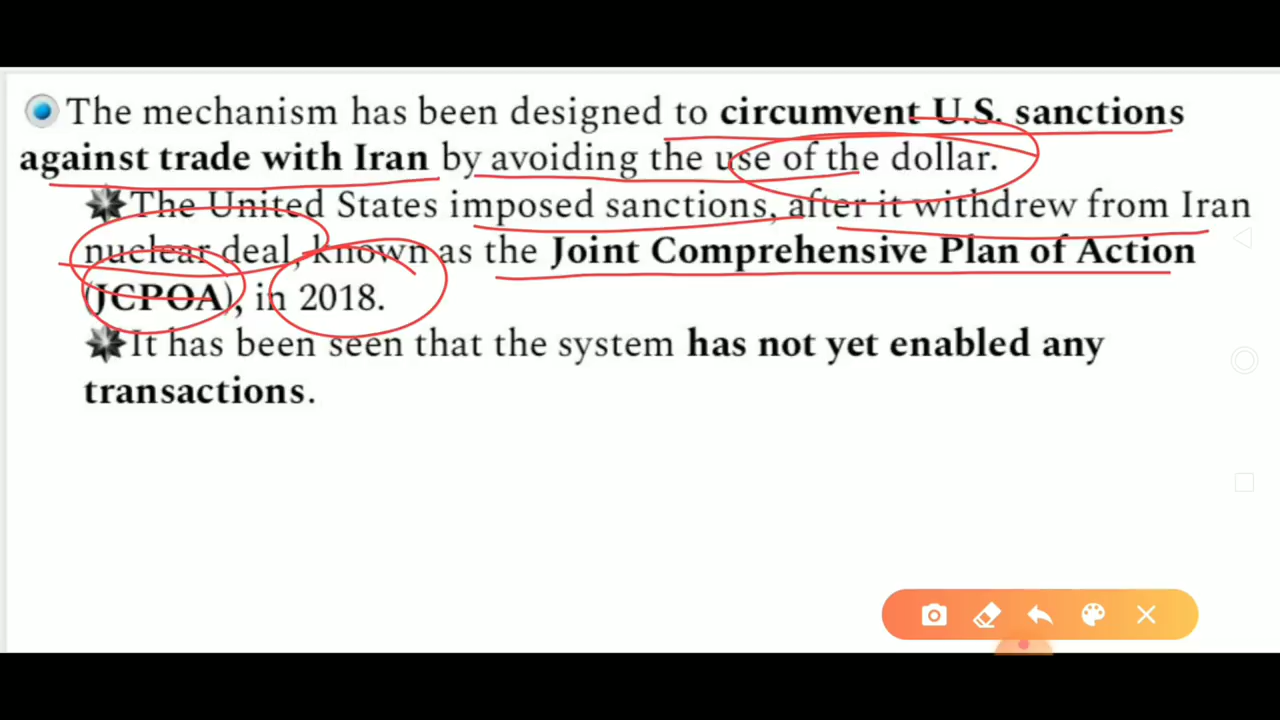 The mechanism has been designed to circumvent U.S. sanctions
against trade with Iran by avoiding the use of the dollar.
The United States imposed sanctions, after it withdrew from Iran
nuclear deal, known as the Joint Comprehensive Plan of Action
(JCPOA), in 2018.
It has been seen that the system has not yet enabled any
transactions.